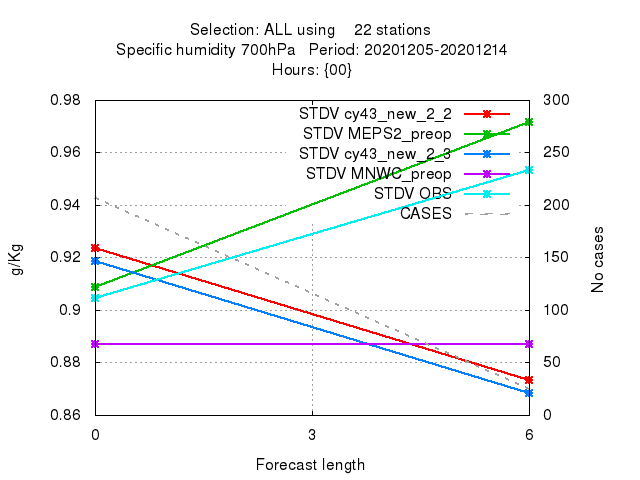 Selection: ALL using    22 stations
Specific humidity 700hPa   Period: 20201205-20201214
Hours: {00}
0.98
0.96
0.94
0.92
0.9
0.88
0.86
300
250
200
150
100
50
0
0
3
6
g/Kg
No cases
Forecast length
STDV cy43_new_2_2
STDV MEPS2_preop
STDV cy43_new_2_3
STDV MNWC_preop
STDV OBS
CASES